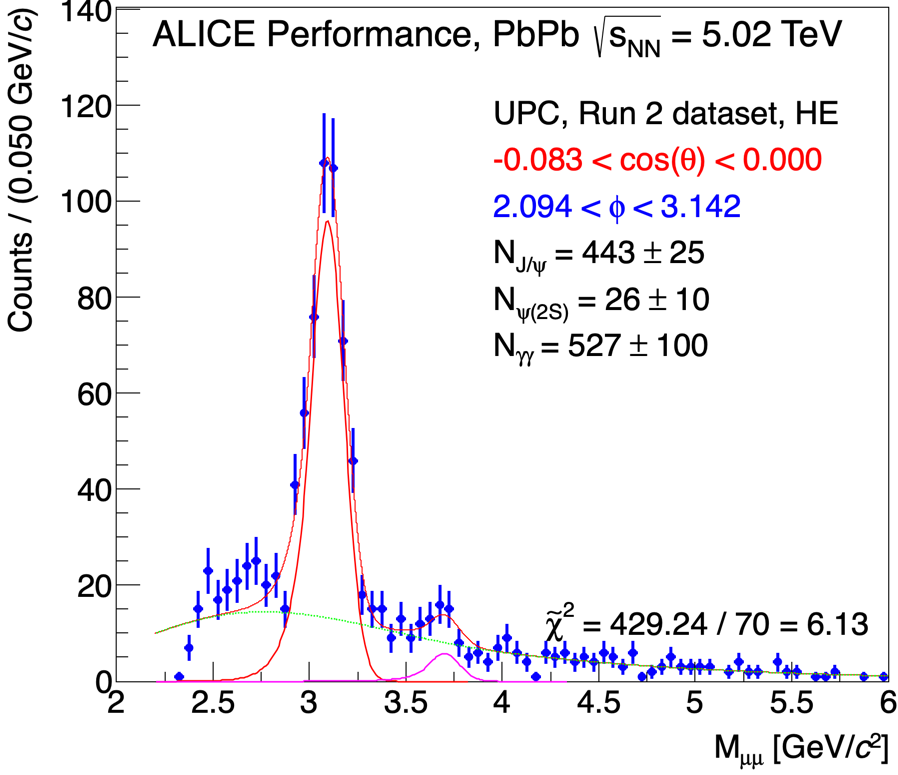 ALICE Performance, PbPb √s_NN = 5.02 TeV
UPC, Run 2 dataset, HE
-0.083 < cos(θ) < 0.000
2.094 < ϕ < 3.142
N_J/ψ = 443 ± 25
N_ψ(2S) = 26 ± 10
N_γγ = 527 ± 100
χ̃² = 429.24 / 70 = 6.13
Counts / (0.050 GeV/c)
140
120
100
80
60
40
20
0
2 2.5 3 3.5 4 4.5 5 5.5 6
M_μμ [GeV/c²]